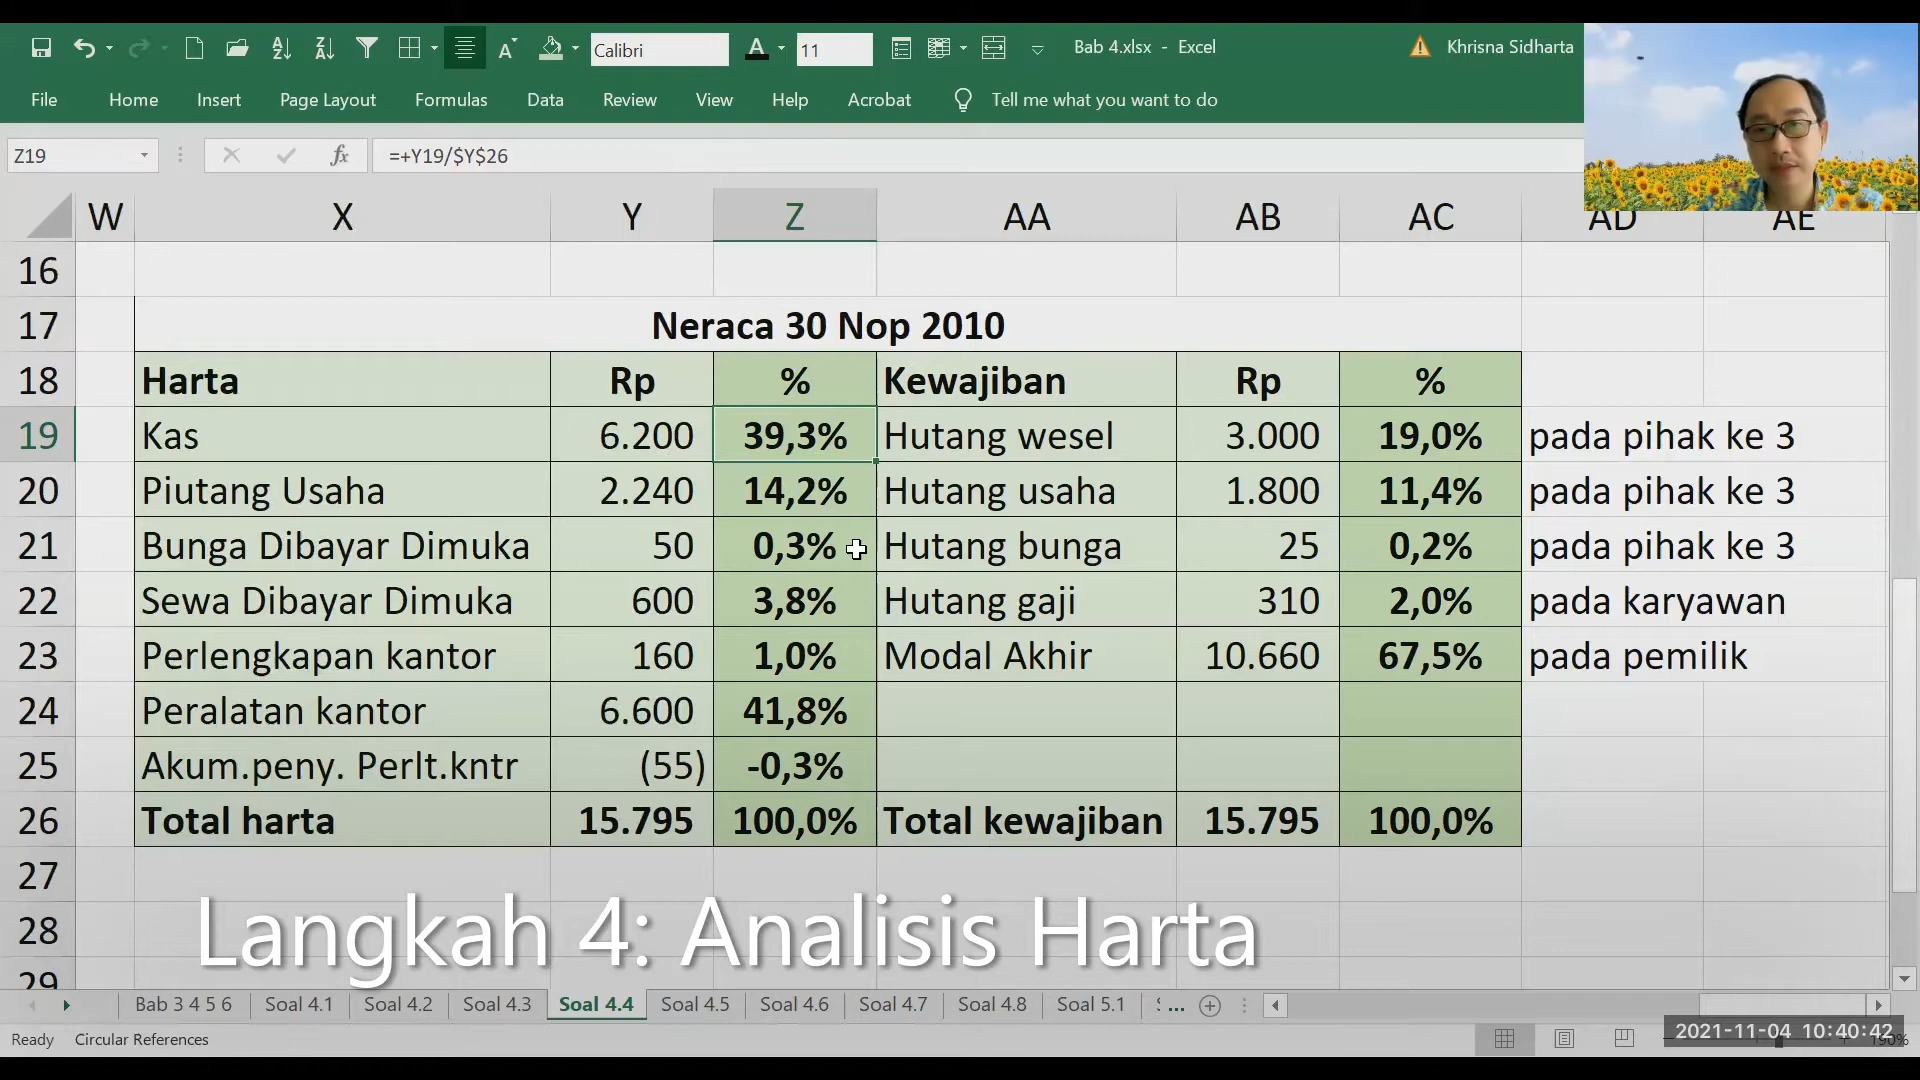 Calibri
11
Bab 4.xlsx - Excel
Khrisna Sidharta
File Home Insert Page Layout Formulas Data Review View Help Acrobat Tell me what you want to do
Z19 fx =+Y19/$Y$26
W X Y Z AA AB AC AD AE
16
17 Neraca 30 Nop 2010
18 Harta Rp % Kewajiban Rp %
19 Kas 6.200 39,3% Hutang wesel 3.000 19,0% pada pihak ke 3
20 Piutang Usaha 2.240 14,2% Hutang usaha 1.800 11,4% pada pihak ke 3
21 Bunga Dibayar Dimuka 50 0,3% Hutang bunga 25 0,2% pada pihak ke 3
22 Sewa Dibayar Dimuka 600 3,8% Hutang gaji 310 2,0% pada karyawan
23 Perlengkapan kantor 160 1,0% Modal Akhir 10.660 67,5% pada pemilik
24 Peralatan kantor 6.600 41,8%
25 Akum.peny. Perlt.kntr (55) -0,3%
26 Total harta 15.795 100,0% Total kewajiban 15.795 100,0%
27
28
29
Langkah 4: Analisis Harta
Bab 3 4 5 6 Soal 4.1 Soal 4.2 Soal 4.3 Soal 4.4 Soal 4.5 Soal 4.6 Soal 4.7 Soal 4.8 Soal 5.1 ...
Ready Circular References
2021-11-04 10:40:42